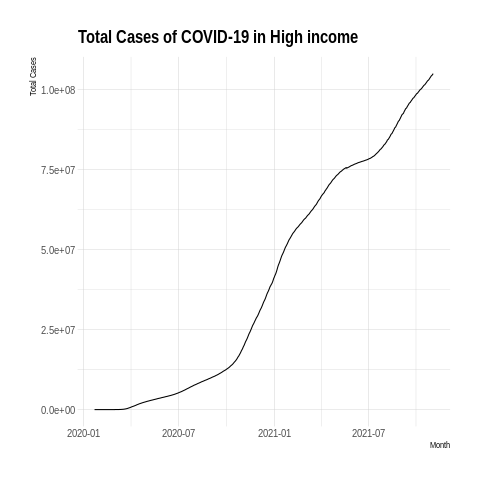 Total Cases of COVID-19 in High income
Total Cases
1.0e+08
7.5e+07
5.0e+07
2.5e+07
0.0e+00
2020-01 2020-07 2021-01 2021-07
Month